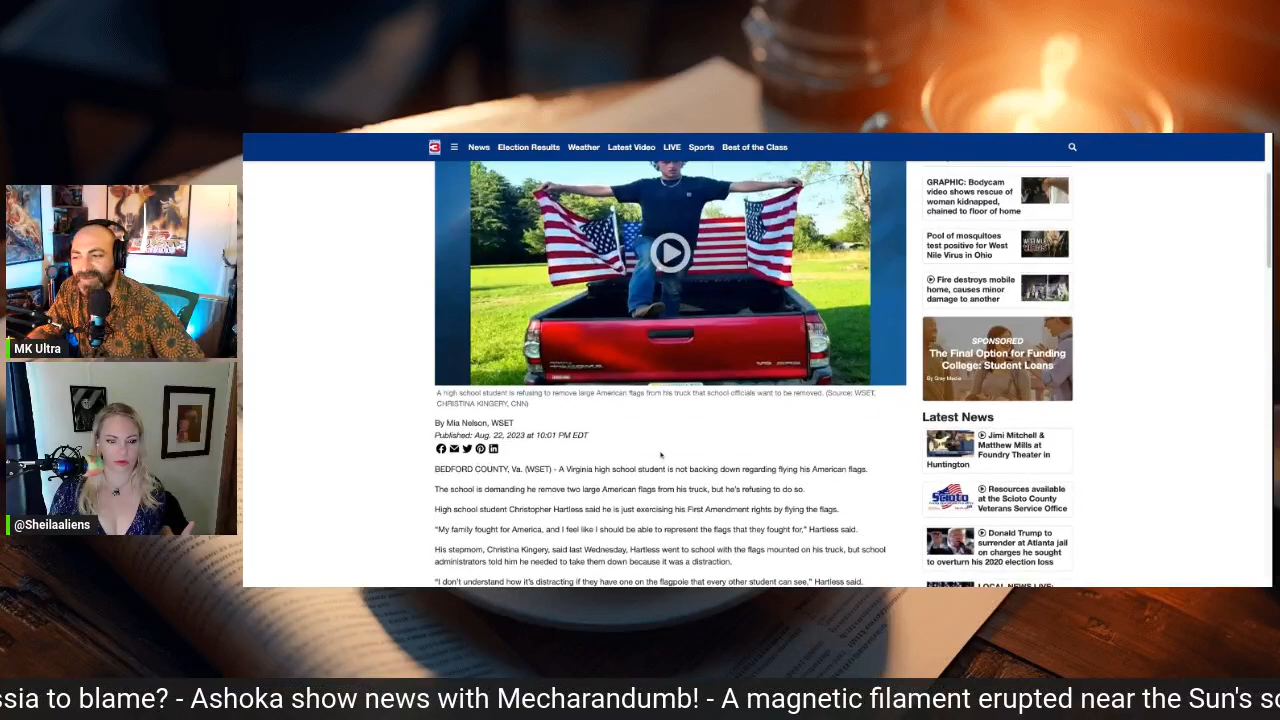 3 ☰ News Election Results Weather Latest Video LIVE Sports Best of the Class
GRAPHIC: Bodycam
video shows rescue of
woman kidnapped,
chained to floor of home
Pool of mosquitoes
test positive for West
Nile Virus in Ohio
Fire destroys mobile
home, causes minor
damage to another
SPONSORED
The Final Option for Funding
College: Student Loans
By Gray Media
Latest News
Jimi Mitchell &
Matthew Mills at
Foundry Theater in
Huntington
Scioto
Resources available
at the Scioto County
Veterans Service Office
Donald Trump to
surrender at Atlanta jail
on charges he sought
to overturn his 2020 election loss
LOCAL NEWS LIVE:
A high school student is refusing to remove large American flags from his truck that school officials want to be removed. (Source: WSET,
CHRISTINA KINGERY, CNN)
By Mia Nelson, WSET
Published: Aug. 22, 2023 at 10:01 PM EDT
BEDFORD COUNTY, Va. (WSET) - A Virginia high school student is not backing down regarding flying his American flags.
The school is demanding he remove two large American flags from his truck, but he's refusing to do so.
High school student Christopher Hartless said he is just exercising his First Amendment rights by flying the flags.
“My family fought for America, and I feel like I should be able to represent the flags that they fought for,” Hartless said.
His stepmom, Christina Kingery, said last Wednesday, Hartless went to school with the flags mounted on his truck, but school
administrators told him he needed to take them down because it was a distraction.
“I don't understand how it's distracting if they have one on the flagpole that every other student can see,” Hartless said.
MK Ultra
@Sheilaaliens
ssia to blame? - Ashoka show news with Mecharandumb! - A magnetic filament erupted near the Sun's so